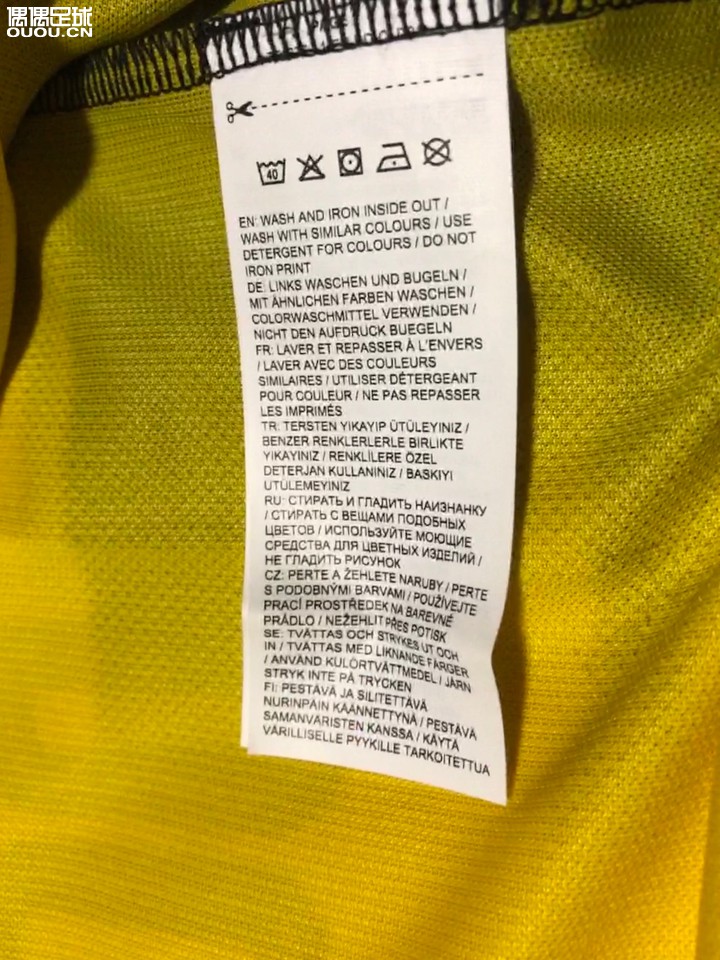 偶偶足球
OUOU.CN
40
EN: WASH AND IRON INSIDE OUT /
WASH WITH SIMILAR COLOURS / USE
DETERGENT FOR COLOURS / DO NOT
IRON PRINT
DE: LINKS WASCHEN UND BUGELN /
MIT ÄHNLICHEN FARBEN WASCHEN /
COLORWASCHMITTEL VERWENDEN /
NICHT DEN AUFDRUCK BUEGELN
FR: LAVER ET REPASSER À L'ENVERS
/ LAVER AVEC DES COULEURS
SIMILAIRES / UTILISER DÉTERGEANT
POUR COULEUR / NE PAS REPASSER
LES IMPRIMÉS
TR: TERSTEN YIKAYIP ÜTÜLEYINIZ /
BENZER RENKLERLERLE BIRLIKTE
YIKAYINIZ / RENKLİLERE ÖZEL
DETERJAN KULLANINIZ / BASKIYI
ÜTÜLEMEYINIZ
RU: СТИРАТЬ И ГЛАДИТЬ НАИЗНАНКУ
/ СТИРАТЬ С ВЕЩАМИ ПОДОБНЫХ
ЦВЕТОВ / ИСПОЛЬЗУЙТЕ МОЮЩИЕ
СРЕДСТВА ДЛЯ ЦВЕТНЫХ ИЗДЕЛИЙ /
НЕ ГЛАДИТЬ РИСУНОК
CZ: PERTE A ŽEHLETE NARUBY / PERTE
S PODOBNÝMI BARVAMI / POUŽÍVEJTE
PRACÍ PROSTŘEDEK NA BAREVNÉ
PRÁDLO / NEŽEHLIT PŘES POTISK
SE: TVÄTTAS OCH STRYKES UT OCH
IN / TVÄTTAS MED LIKNANDE FÄRGER
/ ANVÄND KULÖRTVÄTTMEDEL / JÄRN
STRYK INTE PÅ TRYCKEN
FI: PESTÄVÄ JA SILITETTÄVÄ
NURINPÄIN KÄÄNNETTYNÄ / PESTÄVÄ
SAMANVÄRISTEN KANSSA / KÄYTÄ
VÄRILLISELLE PYYKILLE TARKOITETTUA